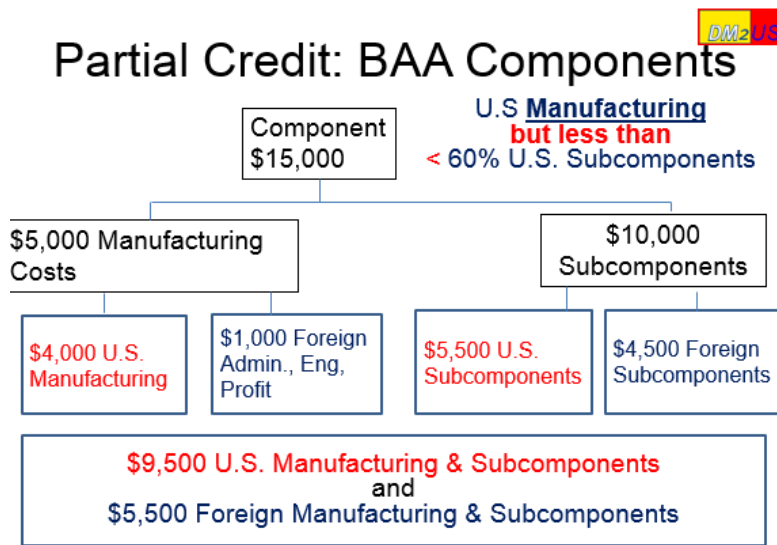 DM2US
Partial Credit: BAA Components
Component
$15,000
U.S Manufacturing
but less than
< 60% U.S. Subcomponents
$5,000 Manufacturing
Costs
$10,000
Subcomponents
$4,000 U.S.
Manufacturing
$1,000 Foreign
Admin., Eng,
Profit
$5,500 U.S.
Subcomponents
$4,500 Foreign
Subcomponents
$9,500 U.S. Manufacturing & Subcomponents
and
$5,500 Foreign Manufacturing & Subcomponents